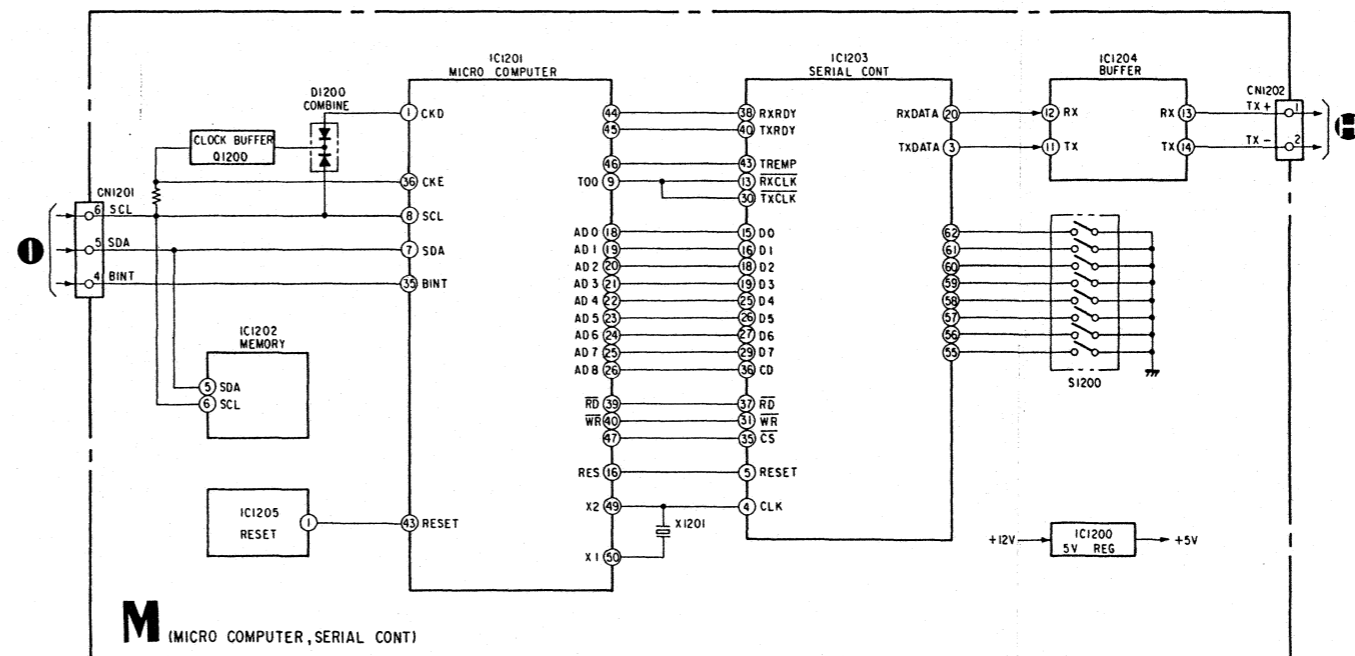 IC1201
MICRO COMPUTER
IC1203
SERIAL CONT
IC1204
BUFFER
D1200
COMBINE
CN1202
1 CKD
44
38 RXRDY
RXDATA 20
12 RX
RX 13
TX+ 1
45
40 TXRDY
CLOCK BUFFER
Q1200
TXDATA 3
11 TX
TX 14
TX- 2
46
43 TREMP
36 CKE
TOO 9
13 RXCLK
30 TXCLK
CN1201
6 SCL
8 SCL
AD0 18
15 D0
62
5 SDA
7 SDA
AD1 19
16 D1
61
AD2 20
18 D2
60
4 BINT
35 BINT
AD3 21
19 D3
59
AD4 22
25 D4
58
AD5 23
26 D5
57
AD6 24
27 D6
56
AD7 25
29 D7
55
AD8 26
36 CD
S1200
IC1202
MEMORY
5 SDA
6 SCL
RD 39
37 RD
WR 40
31 WR
47
35 CS
RES 16
5 RESET
X2 49
4 CLK
IC1205
RESET
1
43 RESET
X1201
X1 50
+12V
IC1200
5V REG
+5V
M (MICRO COMPUTER, SERIAL CONT)